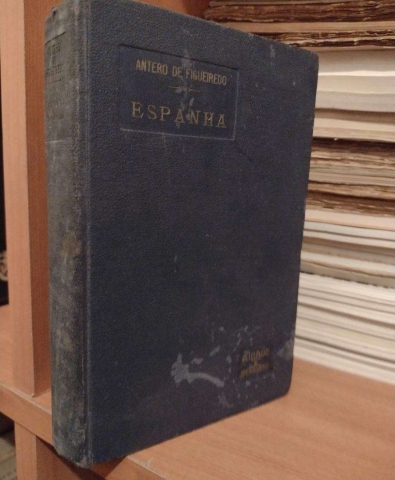 ANTERO DE FIGUEIREDO
ESPANHA